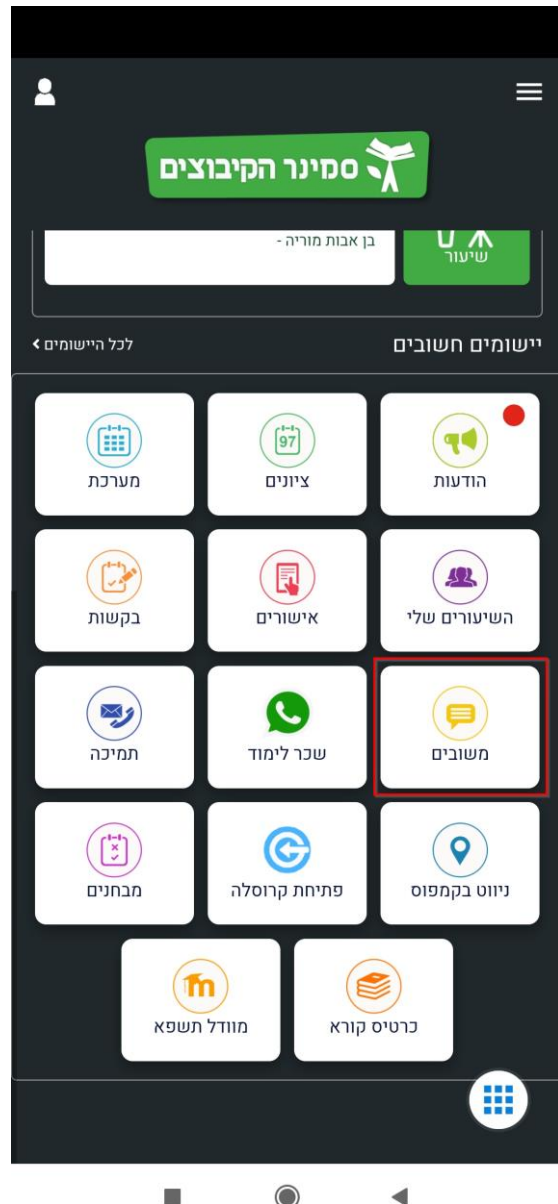 סמינר הקיבוצים
שיעור
בן אבות מוריה -
יישומים חשובים
לכל היישומים
הודעות
97
ציונים
מערכת
השיעורים שלי
אישורים
בקשות
משובים
שכר לימוד
תמיכה
ניווט בקמפוס
פתיחת קרוסלה
מבחנים
כרטיס קורא
m
מוודל תשפא